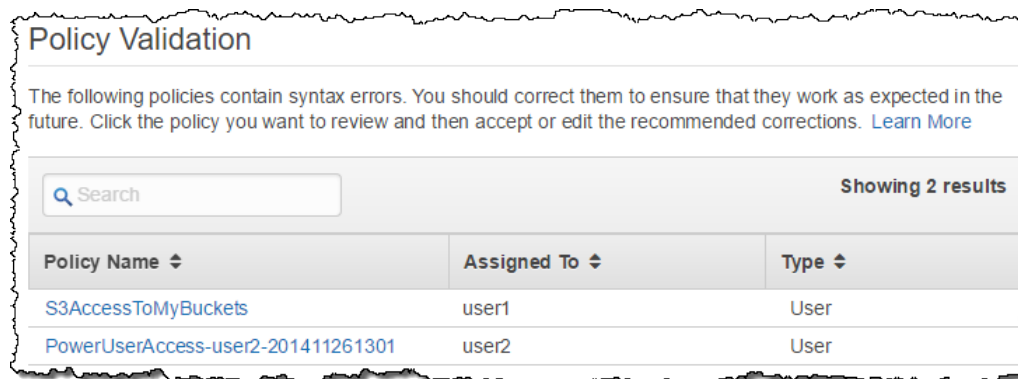 Policy Validation
The following policies contain syntax errors. You should correct them to ensure that they work as expected in the
future. Click the policy you want to review and then accept or edit the recommended corrections. Learn More
Search
Showing 2 results
Policy Name Assigned To Type
S3AccessToMyBuckets user1 User
PowerUserAccess-user2-201411261301 user2 User